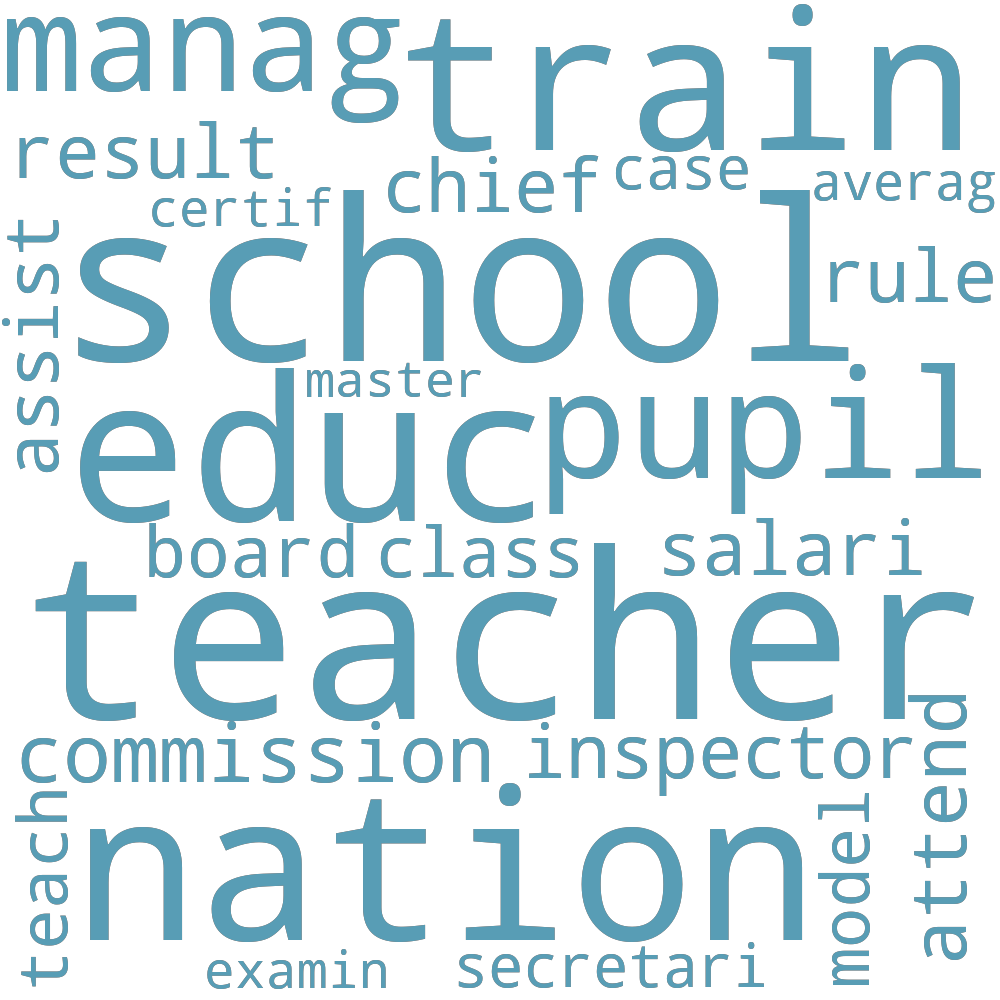 manag
train
result
chief
case
averag
certif
school
rule
assist
master
educ
pupil
board
class
salari
teacher
commission
inspector
attend
teach
nation
model
examin
secretari